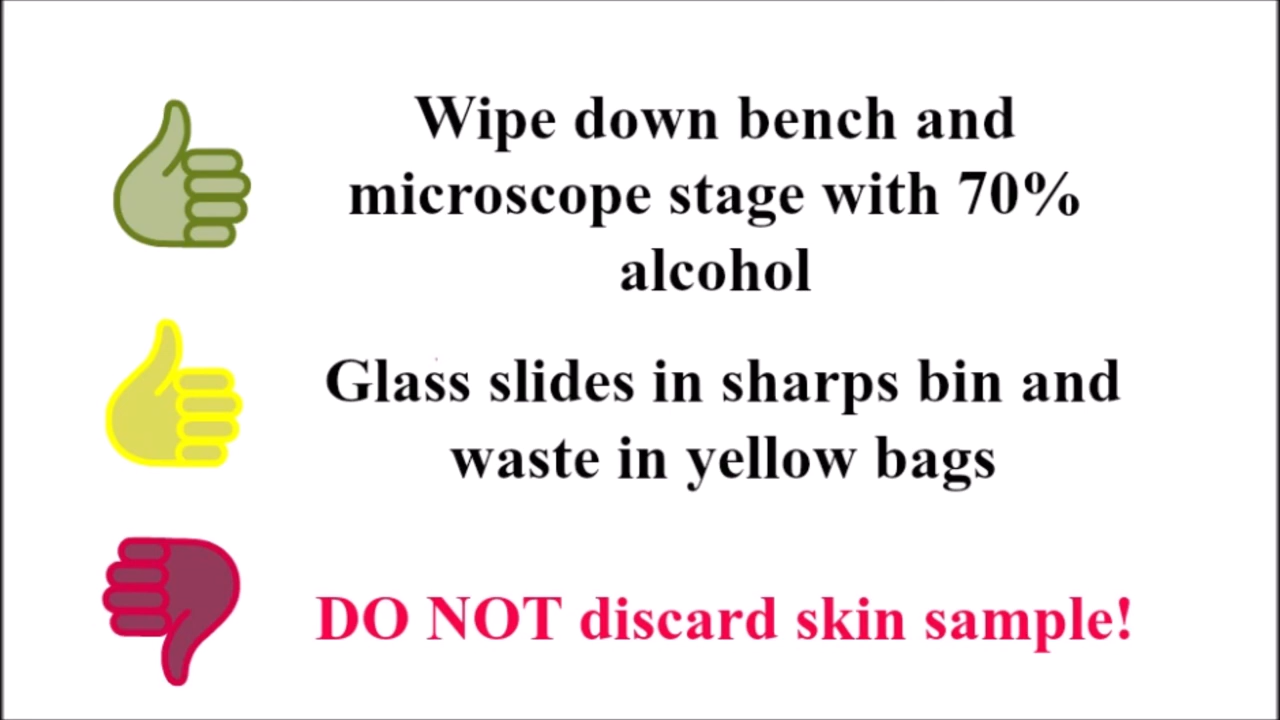 Wipe down bench and
microscope stage with 70%
alcohol
Glass slides in sharps bin and
waste in yellow bags
DO NOT discard skin sample!